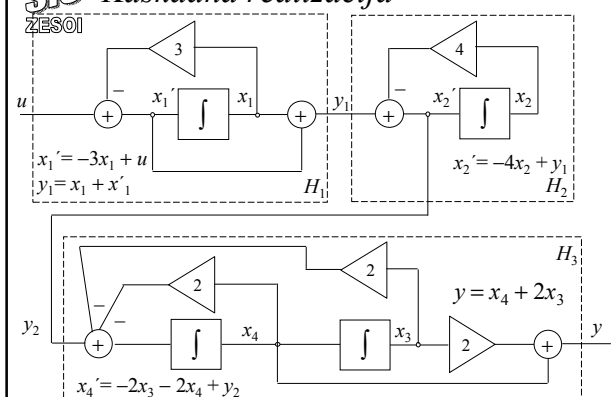 Kaskadna realizacija
ZESOI
3
4
u
x₁´
x₁
y₁
x₂´
x₂
+
∫
+
+
∫
x₁´= –3x₁ + u
y₁= x₁ + x´₁
H₁
x₂´= –4x₂ + y₁
H₂
H₃
2
2
y = x₄ + 2x₃
y₂
+
∫
x₄
∫
x₃
2
+
y
x₄´= –2x₃ – 2x₄ + y₂